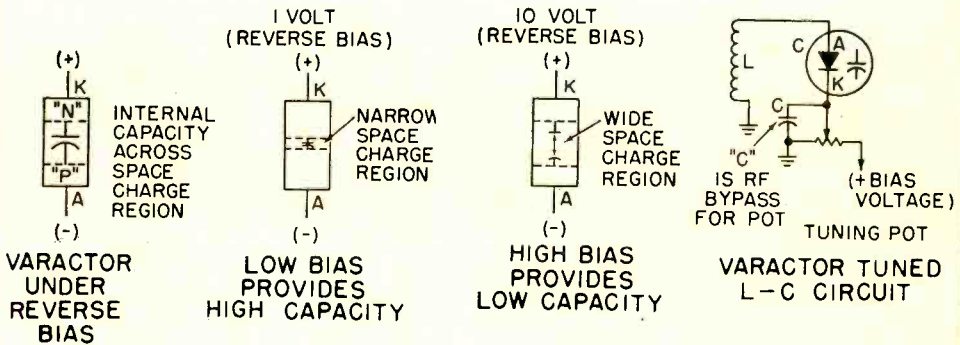 (+)
K
"N"
"P"
A
(-)
INTERNAL
CAPACITY
ACROSS
SPACE
CHARGE
REGION
VARACTOR
UNDER
REVERSE
BIAS
1 VOLT
(REVERSE BIAS)
(+)
K
NARROW
SPACE
CHARGE
REGION
A
(-)
LOW BIAS
PROVIDES
HIGH CAPACITY
10 VOLT
(REVERSE BIAS)
(+)
K
WIDE
SPACE
CHARGE
REGION
A
(-)
HIGH BIAS
PROVIDES
LOW CAPACITY
L
C
A
K
C
"C"
IS RF
BYPASS
FOR POT
(+BIAS
VOLTAGE)
TUNING POT
VARACTOR TUNED
L-C CIRCUIT